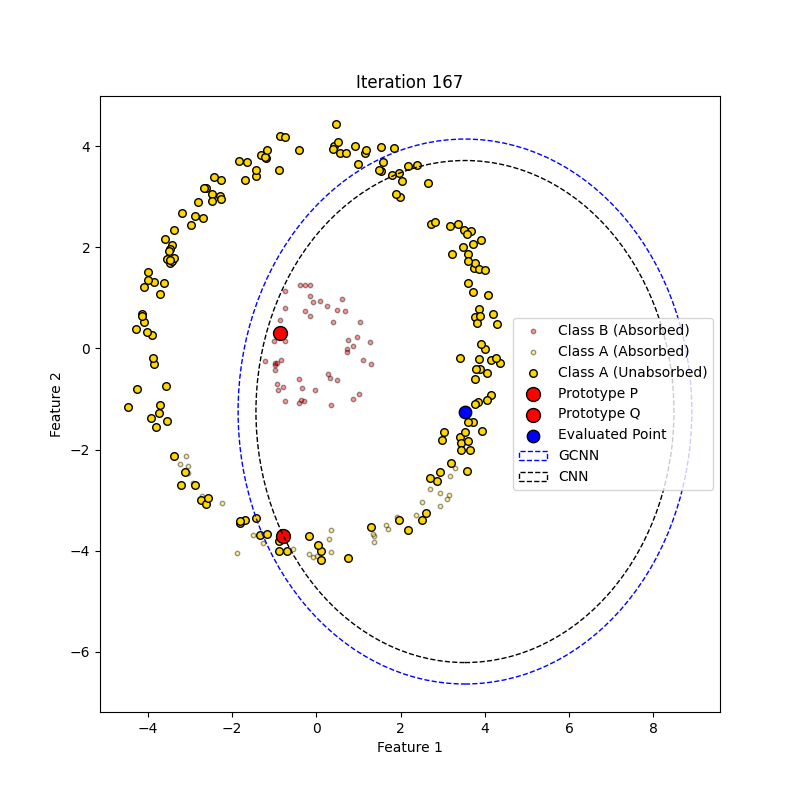 Iteration 167
4
2
0
−2
−4
−6
Feature 2
Class B (Absorbed)
Class A (Absorbed)
Class A (Unabsorbed)
Prototype P
Prototype Q
Evaluated Point
GCNN
CNN
−4 −2 0 2 4 6 8
Feature 1